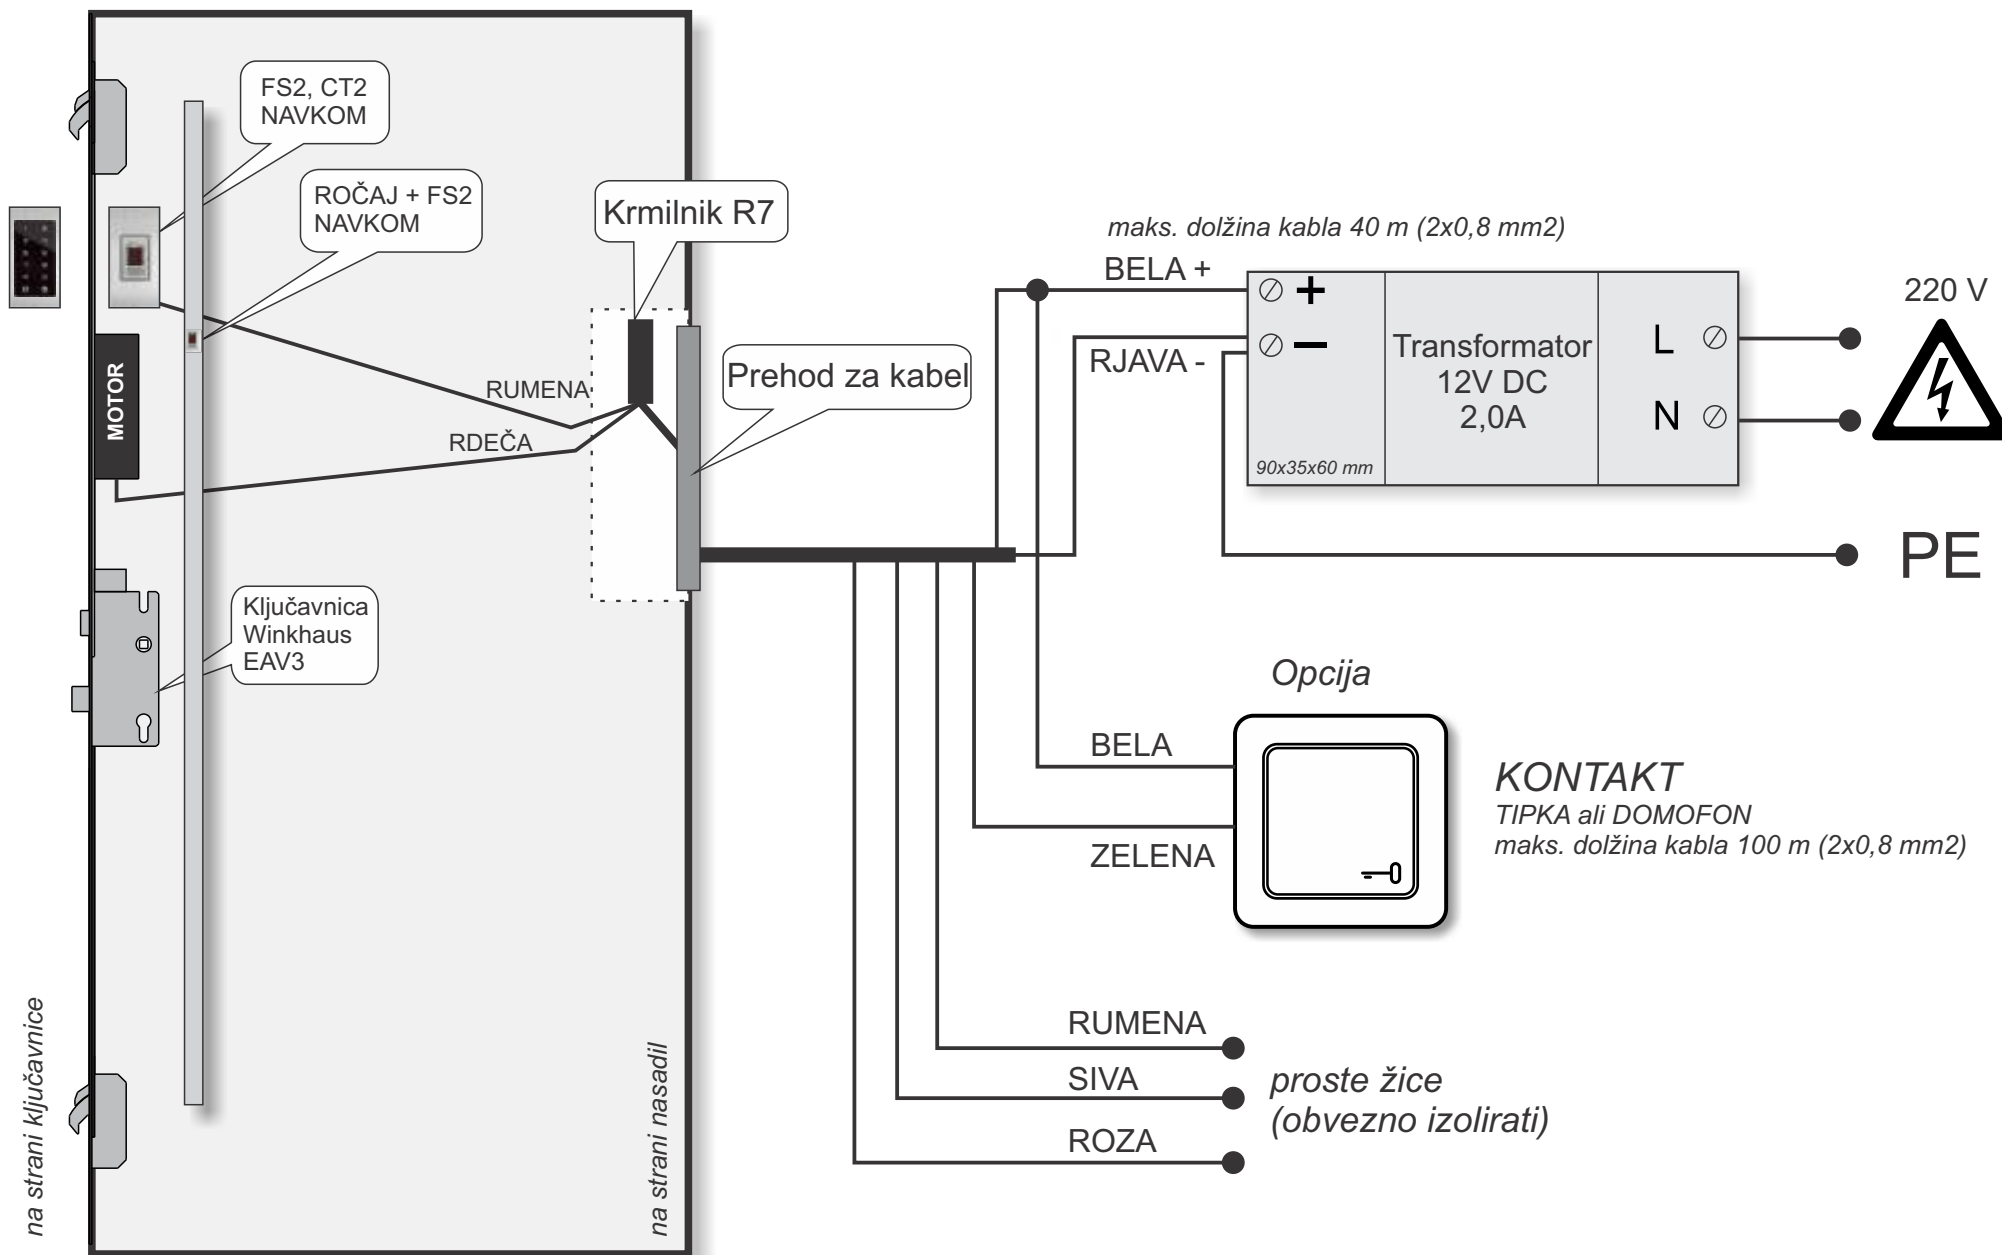 FS2, CT2
NAVKOM
ROČAJ + FS2
NAVKOM
Krmilnik R7
maks. dolžina kabla 40 m (2x0,8 mm2)
BELA +
+
220 V
RJAVA -
–
Transformator
12V DC
2,0A
L
N
90x35x60 mm
Prehod za kabel
MOTOR
RUMENA
RDEČA
PE
Ključavnica
Winkhaus
EAV3
Opcija
BELA
ZELENA
KONTAKT
TIPKA ali DOMOFON
maks. dolžina kabla 100 m (2x0,8 mm2)
RUMENA
SIVA
ROZA
proste žice
(obvezno izolirati)
na strani ključavnice
na strani nasadil